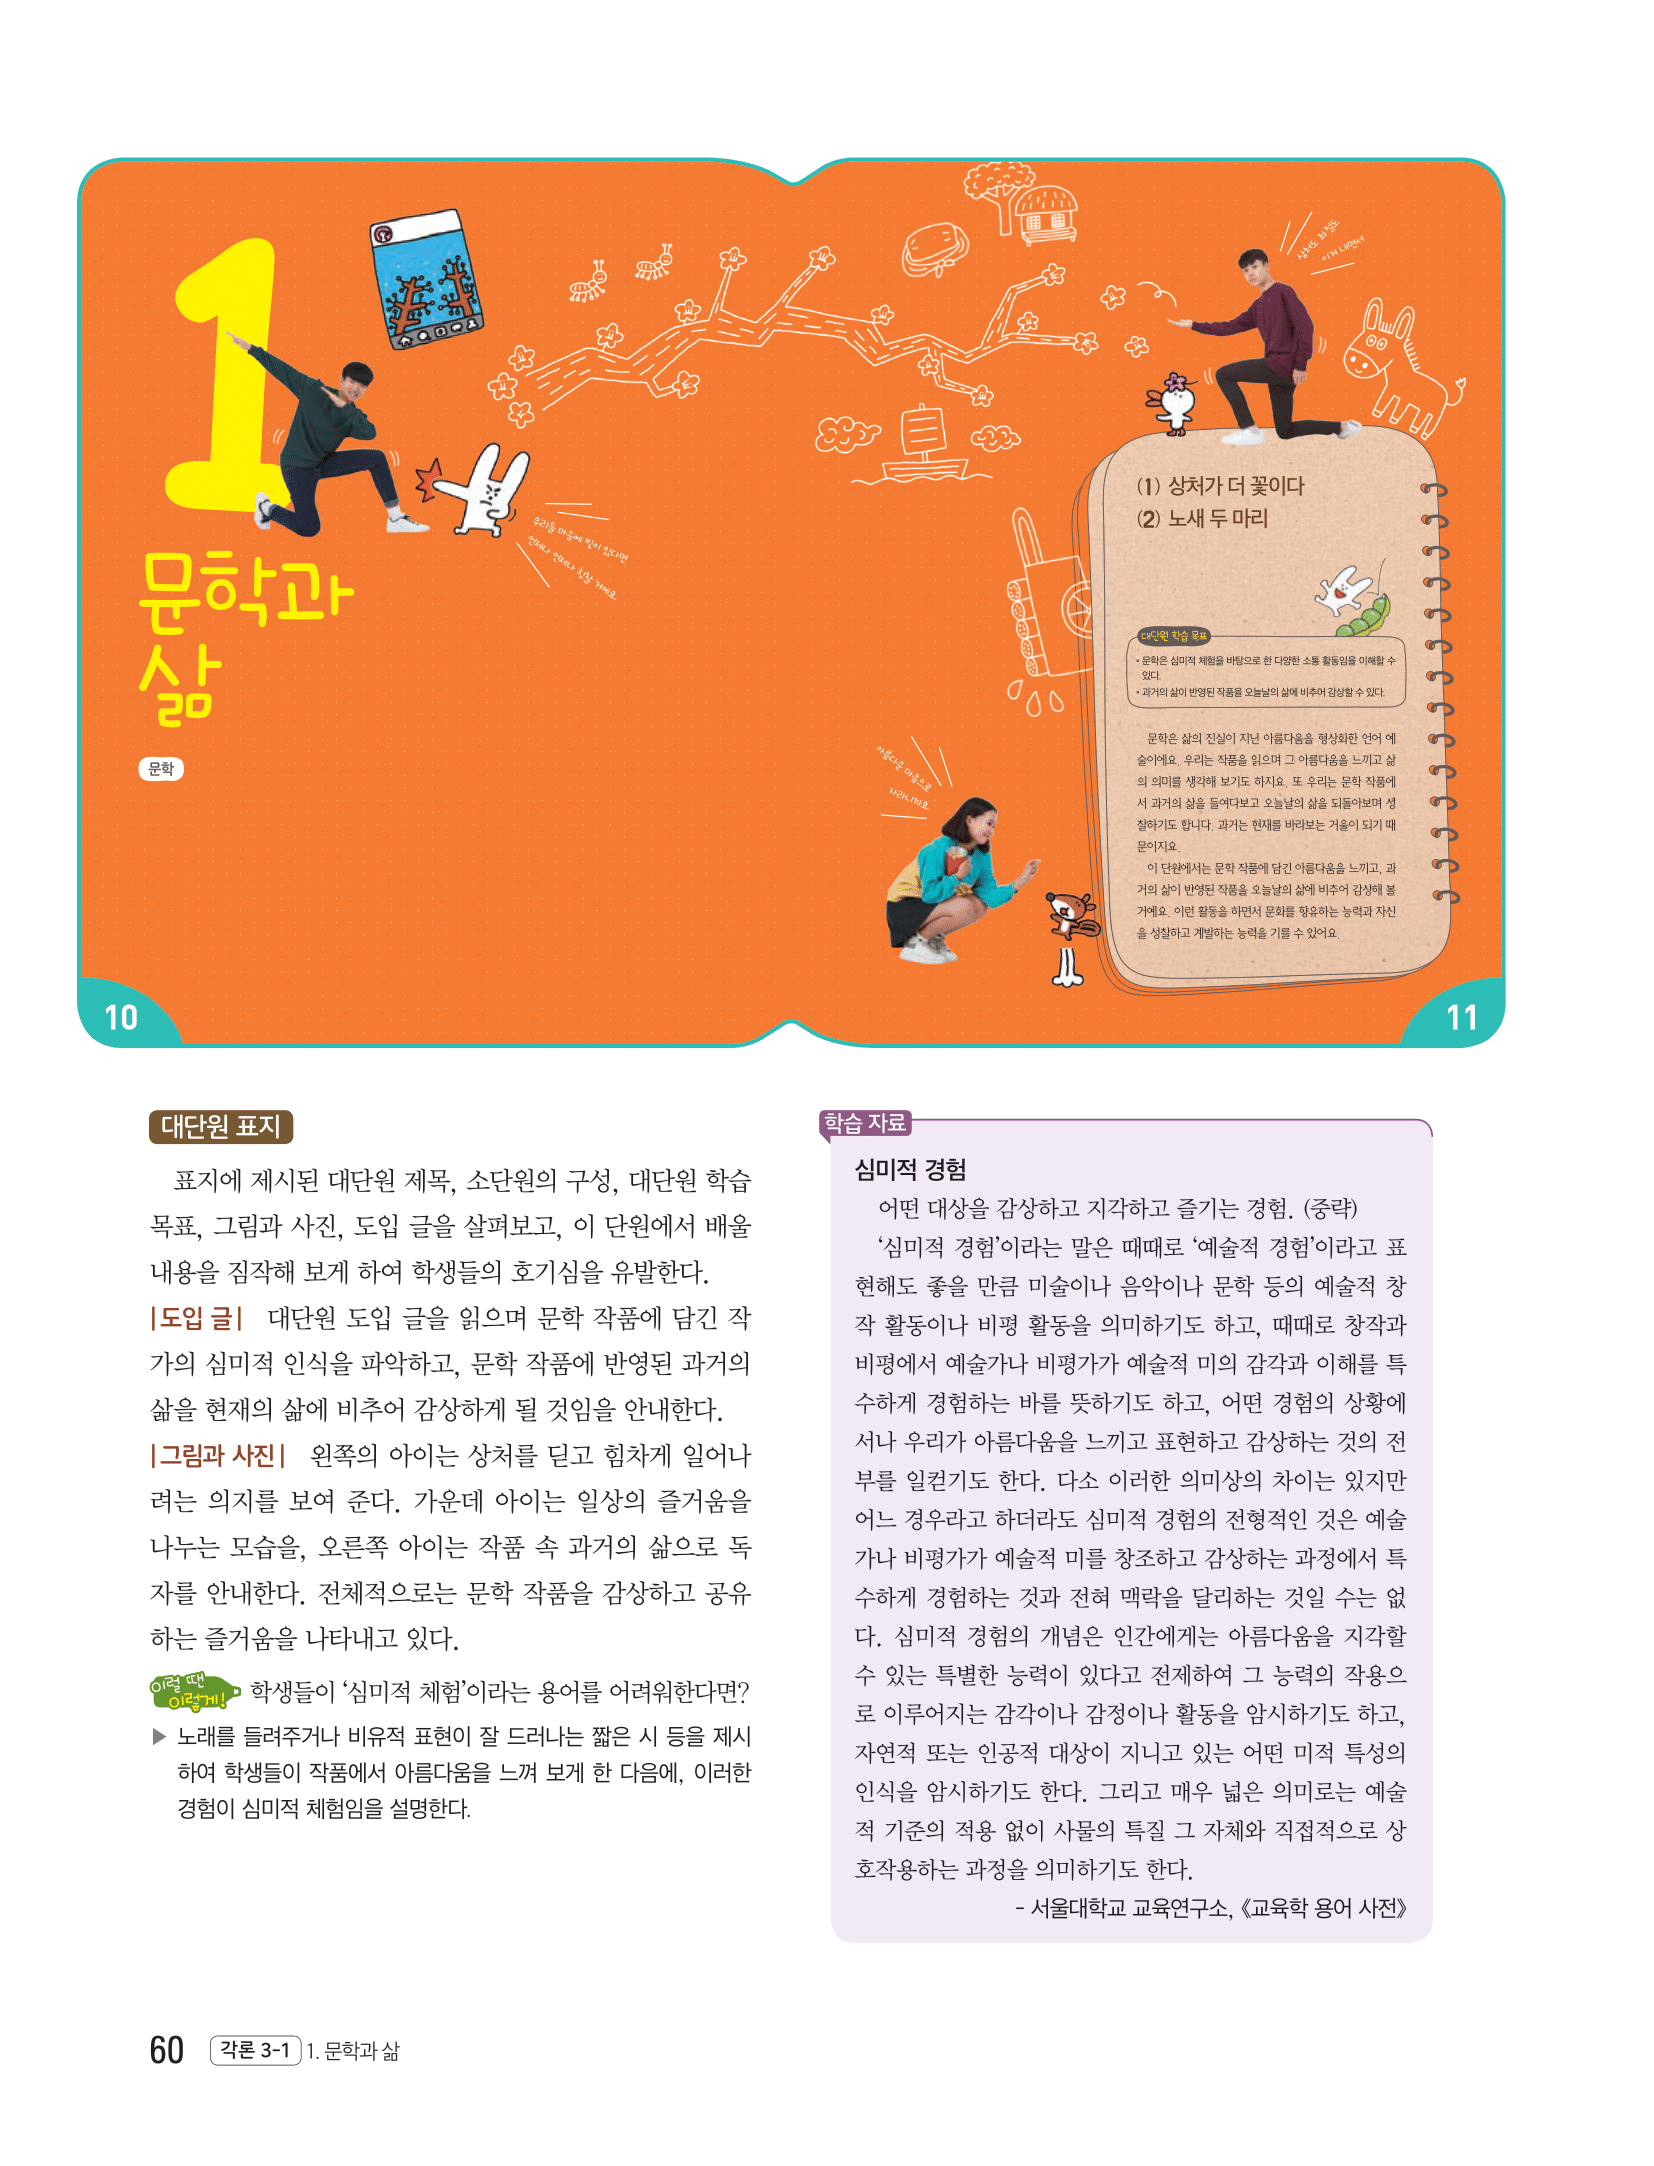 1
문학과
삶
문학
우리들 마음에 빛이 있다면
언제나 언제나 흰할 거예요
상처도 좌절도
이겨 내면서
(1) 상처가 더 꽃이다
(2) 노새 두 마리
대단원 학습 목표
• 문학은 심미적 체험을 바탕으로 한 다양한 소통 활동임을 이해할 수
있다.
• 과거의 삶이 반영된 작품을 오늘날의 삶에 비추어 감상할 수 있다.
문학은 삶의 진실이 지닌 아름다움을 형상화한 언어 예
술이에요. 우리는 작품을 읽으며 그 아름다움을 느끼고 삶
의 의미를 생각해 보기도 하지요. 또 우리는 문학 작품에
서 과거의 삶을 들여다보고 오늘날의 삶을 되돌아보며 성
찰하기도 합니다. 과거는 현재를 바라보는 거울이 되기 때
문이지요.
이 단원에서는 문학 작품에 담긴 아름다움을 느끼고, 과
거의 삶이 반영된 작품을 오늘날의 삶에 비추어 감상해 볼
거예요. 이런 활동을 하면서 문화를 향유하는 능력과 자신
을 성찰하고 계발하는 능력을 기를 수 있어요.
아름다운 마음으로
자라나봐요
10
11
대단원 표지
표지에 제시된 대단원 제목, 소단원의 구성, 대단원 학습
목표, 그림과 사진, 도입 글을 살펴보고, 이 단원에서 배울
내용을 짐작해 보게 하여 학생들의 호기심을 유발한다.
|도입 글| 대단원 도입 글을 읽으며 문학 작품에 담긴 작
가의 심미적 인식을 파악하고, 문학 작품에 반영된 과거의
삶을 현재의 삶에 비추어 감상하게 될 것임을 안내한다.
|그림과 사진| 왼쪽의 아이는 상처를 딛고 힘차게 일어나
려는 의지를 보여 준다. 가운데 아이는 일상의 즐거움을
나누는 모습을, 오른쪽 아이는 작품 속 과거의 삶으로 독
자를 안내한다. 전체적으로는 문학 작품을 감상하고 공유
하는 즐거움을 나타내고 있다.
이럴 땐
이렇게!
학생들이 ‘심미적 체험’이라는 용어를 어려워한다면?
▶ 노래를 들려주거나 비유적 표현이 잘 드러나는 짧은 시 등을 제시
하여 학생들이 작품에서 아름다움을 느껴 보게 한 다음에, 이러한
경험이 심미적 체험임을 설명한다.
학습 자료
심미적 경험
어떤 대상을 감상하고 지각하고 즐기는 경험. (중략)
‘심미적 경험’이라는 말은 때때로 ‘예술적 경험’이라고 표
현해도 좋을 만큼 미술이나 음악이나 문학 등의 예술적 창
작 활동이나 비평 활동을 의미하기도 하고, 때때로 창작과
비평에서 예술가나 비평가가 예술적 미의 감각과 이해를 특
수하게 경험하는 바를 뜻하기도 하고, 어떤 경험의 상황에
서나 우리가 아름다움을 느끼고 표현하고 감상하는 것의 전
부를 일컫기도 한다. 다소 이러한 의미상의 차이는 있지만
어느 경우라고 하더라도 심미적 경험의 전형적인 것은 예술
가나 비평가가 예술적 미를 창조하고 감상하는 과정에서 특
수하게 경험하는 것과 전혀 맥락을 달리하는 것일 수는 없
다. 심미적 경험의 개념은 인간에게는 아름다움을 지각할
수 있는 특별한 능력이 있다고 전제하여 그 능력의 작용으
로 이루어지는 감각이나 감정이나 활동을 암시하기도 하고,
자연적 또는 인공적 대상이 지니고 있는 어떤 미적 특성의
인식을 암시하기도 한다. 그리고 매우 넓은 의미로는 예술
적 기준의 적용 없이 사물의 특질 그 자체와 직접적으로 상
호작용하는 과정을 의미하기도 한다.
- 서울대학교 교육연구소, 《교육학 용어 사전》
60 각론 3-1 1. 문학과 삶